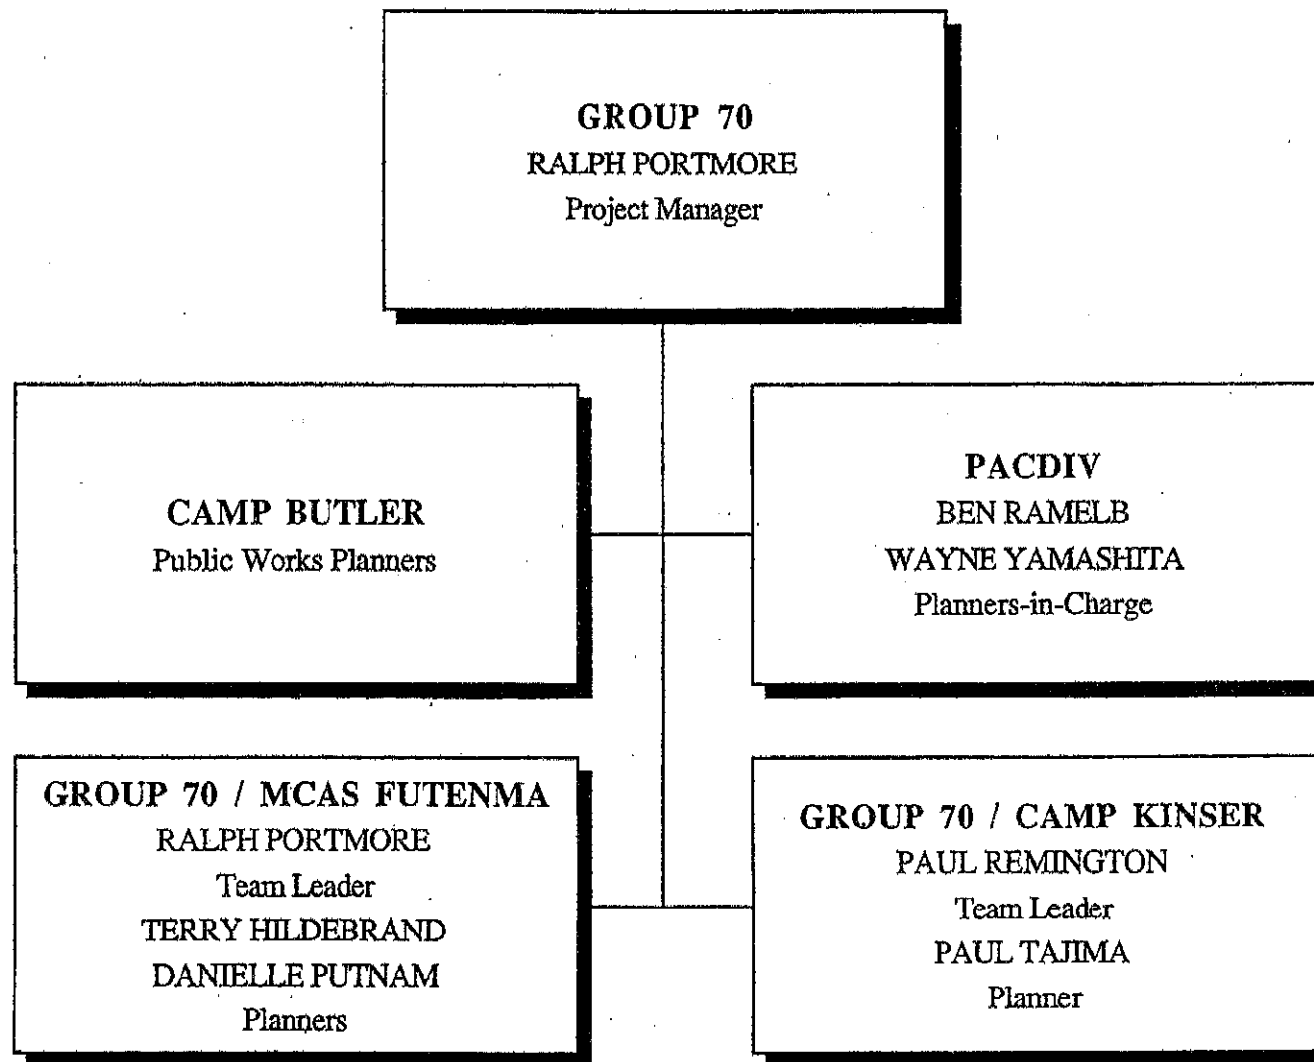 GROUP 70
RALPH PORTMORE
Project Manager
CAMP BUTLER
Public Works Planners
PACDIV
BEN RAMELB
WAYNE YAMASHITA
Planners-in-Charge
GROUP 70 / MCAS FUTENMA
RALPH PORTMORE
Team Leader
TERRY HILDEBRAND
DANIELLE PUTNAM
Planners
GROUP 70 / CAMP KINSER
PAUL REMINGTON
Team Leader
PAUL TAJIMA
Planner